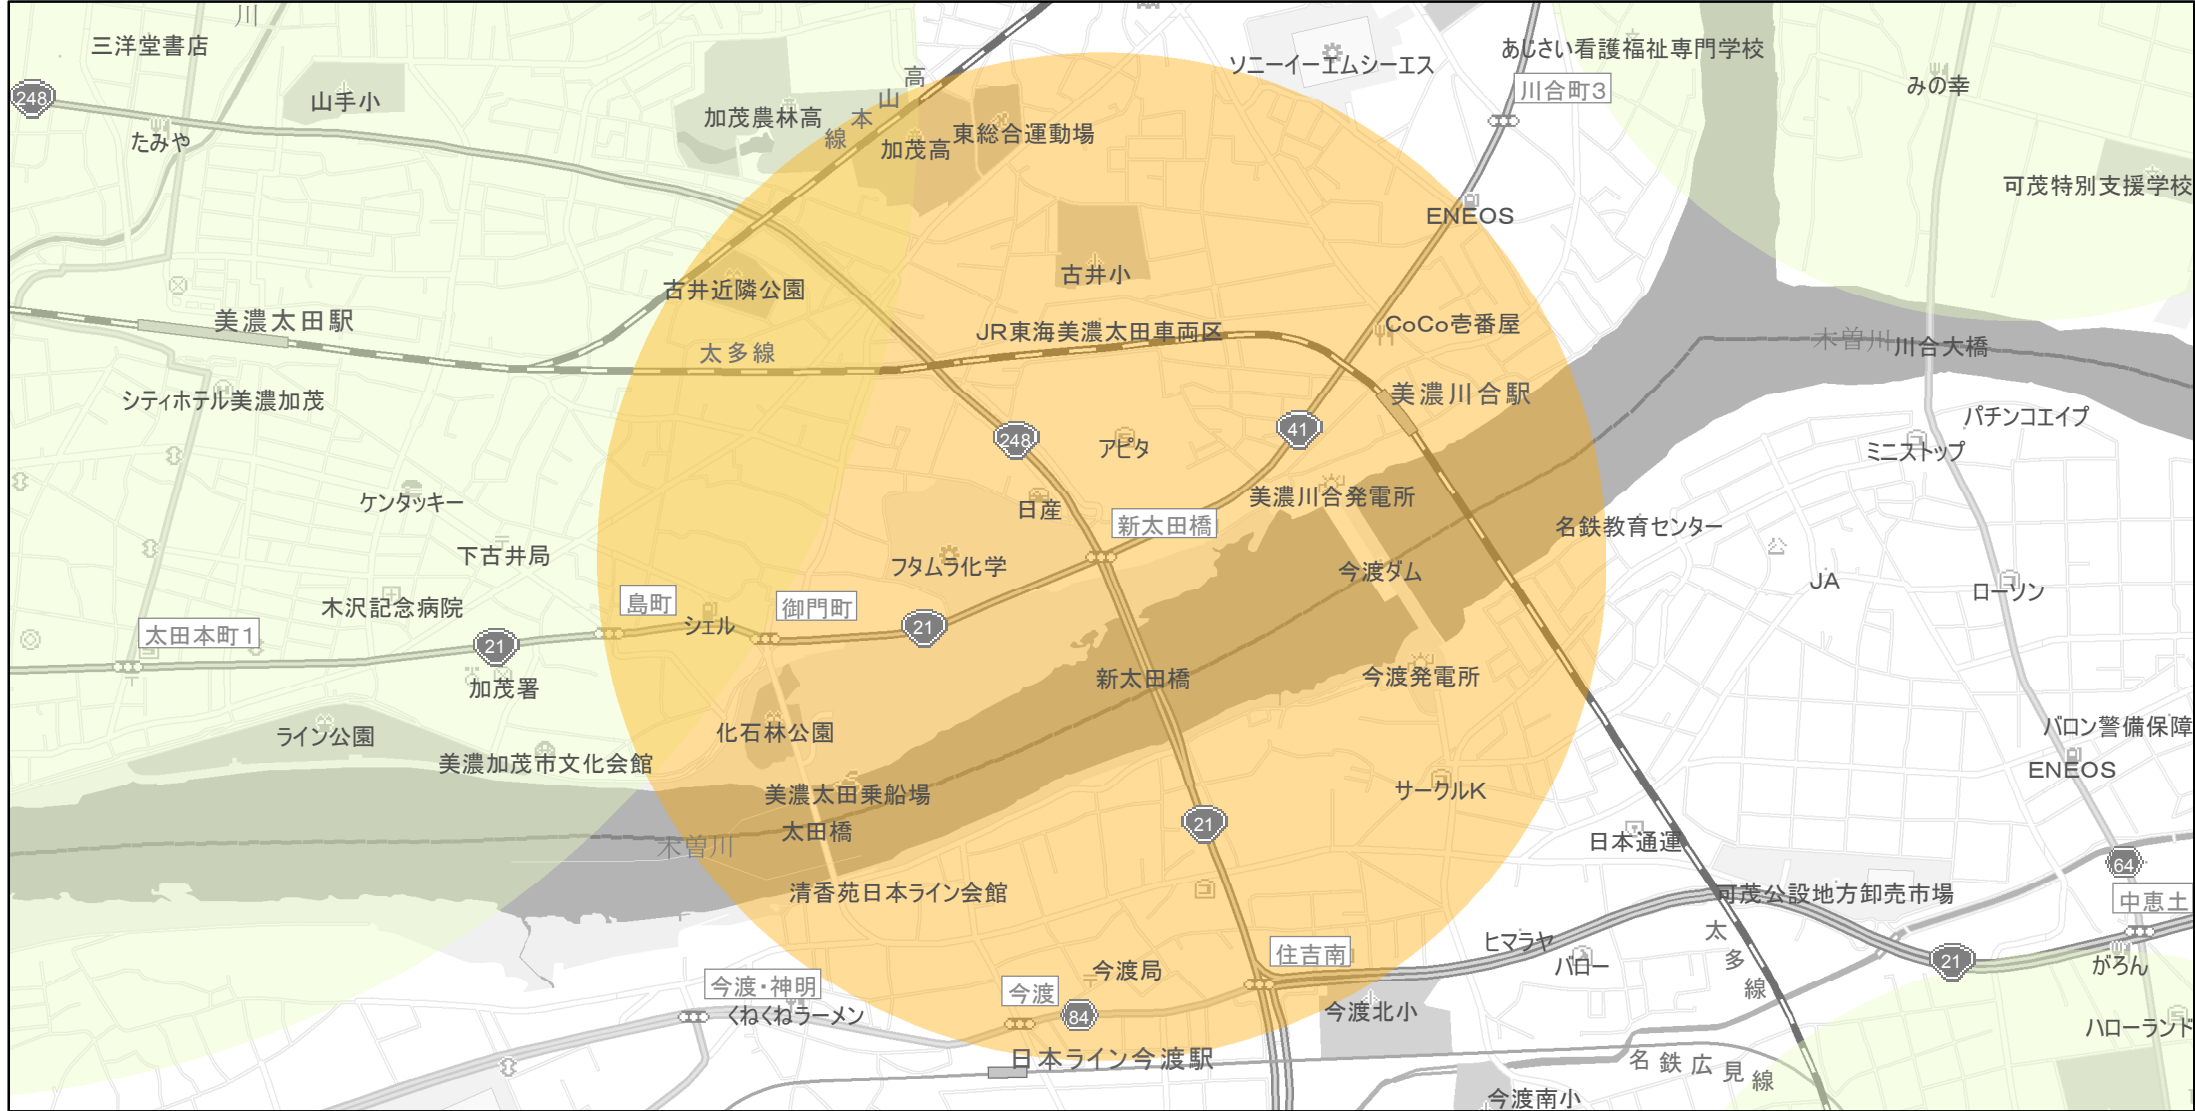 川
三洋堂書店
248
山手小
たみや
加茂農林高
高山本線
加茂高
東総合運動場
ソニーイーエムシーエス
あじさい看護福祉専門学校
川合町3
みの幸
可茂特別支援学校
ENEOS
古井小
古井近隣公園
美濃太田駅
JR東海美濃太田車両区
CoCo壱番屋
太多線
木曽川
川合大橋
シティホテル美濃加茂
美濃川合駅
パチンコエイプ
ミニストップ
248
41
アピタ
ケンタッキー
日産
美濃川合発電所
新太田橋
名鉄教育センター
下古井局
フタムラ化学
今渡ダム
JA
ローソン
木沢記念病院
島町
御門町
シェル
21
太田本町1
21
加茂署
新太田橋
今渡発電所
ライン公園
化石林公園
バロン警備保障
美濃加茂市文化会館
ENEOS
美濃太田乗船場
サークルK
太田橋
21
木曽川
日本通運
64
清香苑日本ライン会館
可茂公設地方卸売市場
中恵土
住吉南
ヒマラヤ
太多線
今渡局
バロー
21
がろん
今渡・神明
今渡
84
くねくねラーメン
今渡北小
ハローランド
日本ライン今渡駅
名鉄広見線
今渡南小